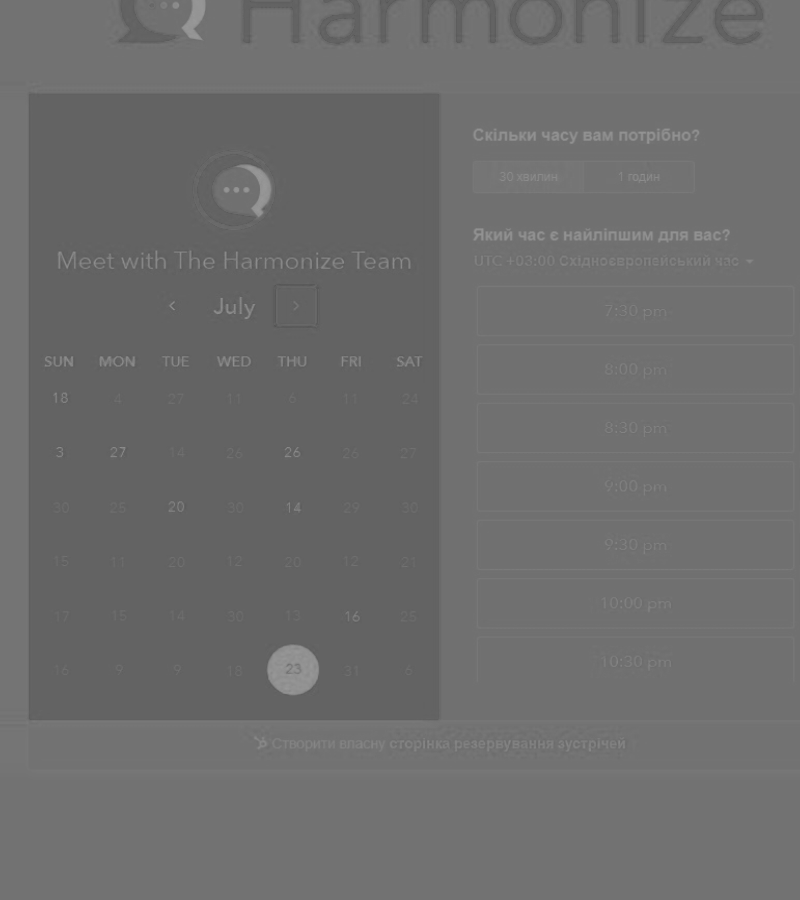 Harmonize
Meet with The Harmonize Team
July
SUN MON TUE WED THU FRI SAT
18 4 27 11 6 11 24
3 27 14 26 26 26 27
30 25 20 30 14 29 30
15 11 20 12 20 12 21
17 15 14 30 13 16 25
16 9 9 18 23 31 6
Скільки часу вам потрібно?
30 хвилин 1 годин
Який час є найліпшим для вас?
UTC +03:00 Східноєвропейський час
7:30 pm
8:00 pm
8:30 pm
9:00 pm
9:30 pm
10:00 pm
10:30 pm
Створити власну сторінка резервування зустрічей